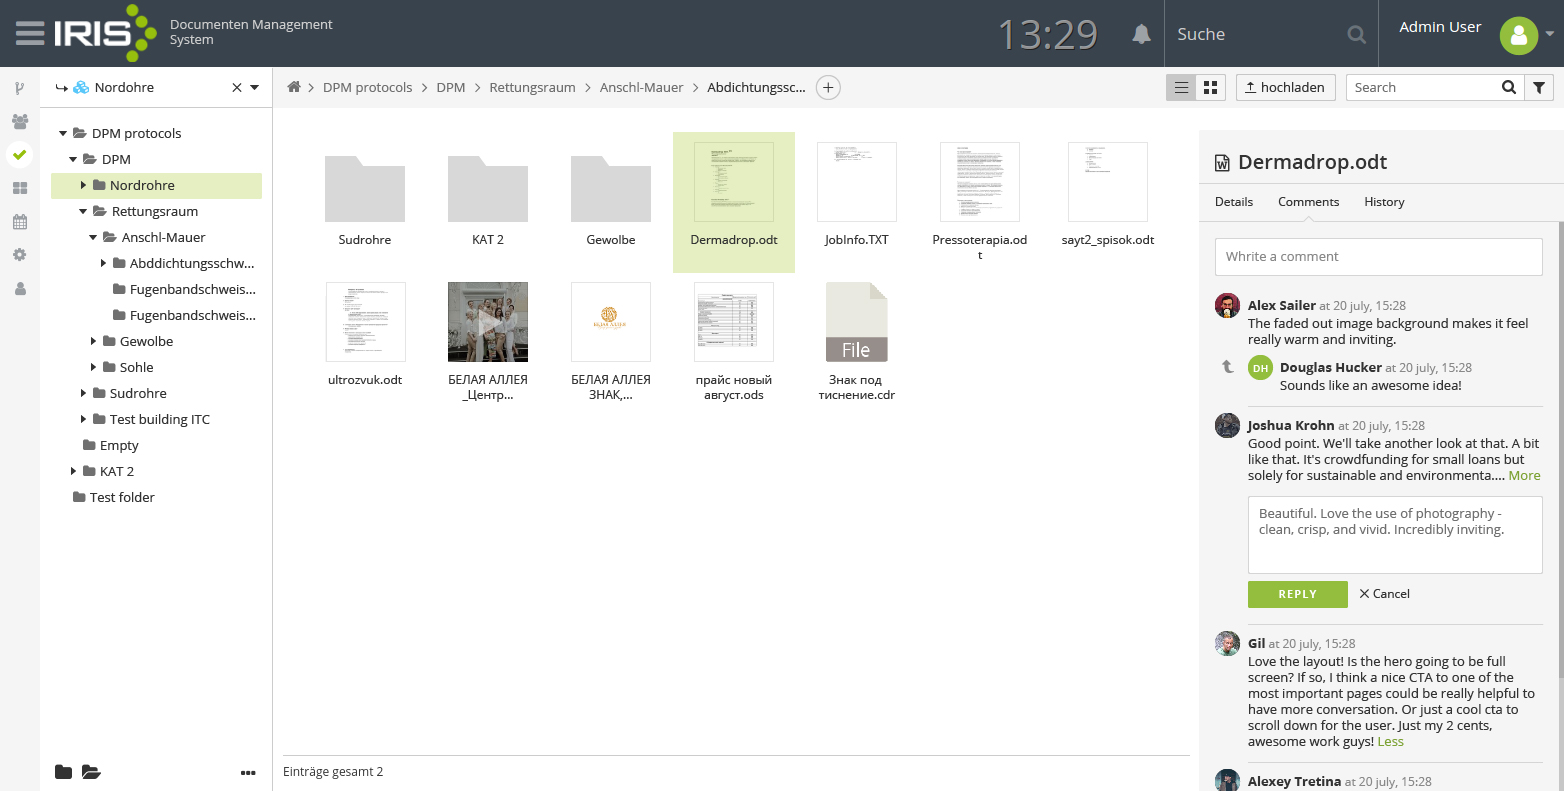 IRIS
Documenten Management
System
13:29
Suche
Admin User
Nordohre
DPM protocols
DPM
Rettungsraum
Anschl-Mauer
Abdichtungssc...
hochladen
Search
DPM protocols
DPM
Nordrohre
Rettungsraum
Anschl-Mauer
Abddichtungsschw...
Fugenbandschweis...
Fugenbandschweis...
Gewolbe
Sohle
Sudrohre
Test building ITC
Empty
KAT 2
Test folder
Sudrohre
KAT 2
Gewolbe
Dermadrop.odt
JobInfo.TXT
Pressoterapia.od
t
sayt2_spisok.odt
ultrozvuk.odt
БЕЛАЯ АЛЛЕЯ
_Центр...
БЕЛАЯ АЛЛЕЯ
БЕЛАЯ АЛЛЕЯ
ЗНАК,...
прайс новый
август.ods
File
Знак под
тиснение.cdr
Einträge gesamt 2
Dermadrop.odt
Details
Comments
History
Whrite a comment
Alex Sailer at 20 july, 15:28
The faded out image background makes it feel
really warm and inviting.
DH
Douglas Hucker at 20 july, 15:28
Sounds like an awesome idea!
Joshua Krohn at 20 july, 15:28
Good point. We'll take another look at that. A bit
like that. It's crowdfunding for small loans but
solely for sustainable and environmenta.... More
Beautiful. Love the use of photography -
clean, crisp, and vivid. Incredibly inviting.
REPLY
Cancel
Gil at 20 july, 15:28
Love the layout! Is the hero going to be full
screen? If so, I think a nice CTA to one of the
most important pages could be really helpful to
have more conversation. Or just a cool cta to
scroll down for the user. Just my 2 cents,
awesome work guys! Less
Alexey Tretina at 20 july, 15:28